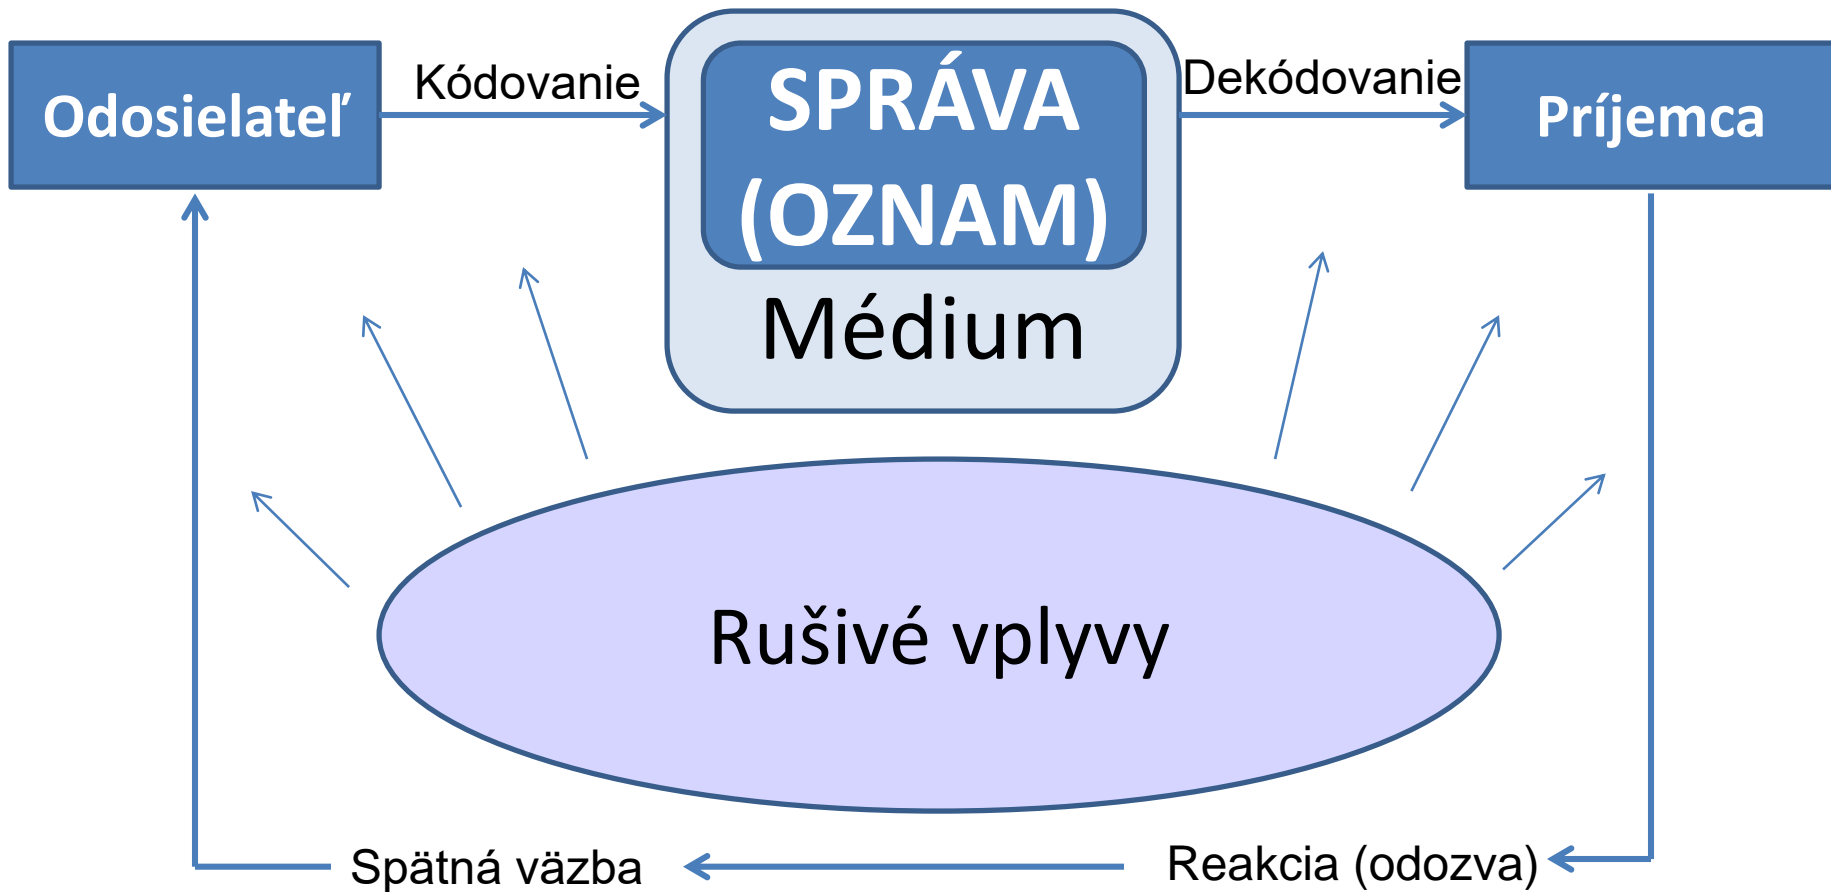 Odosielateľ
Kódovanie
SPRÁVA
(OZNAM)
Médium
Dekódovanie
Príjemca
Rušivé vplyvy
Spätná väzba
Reakcia (odozva)